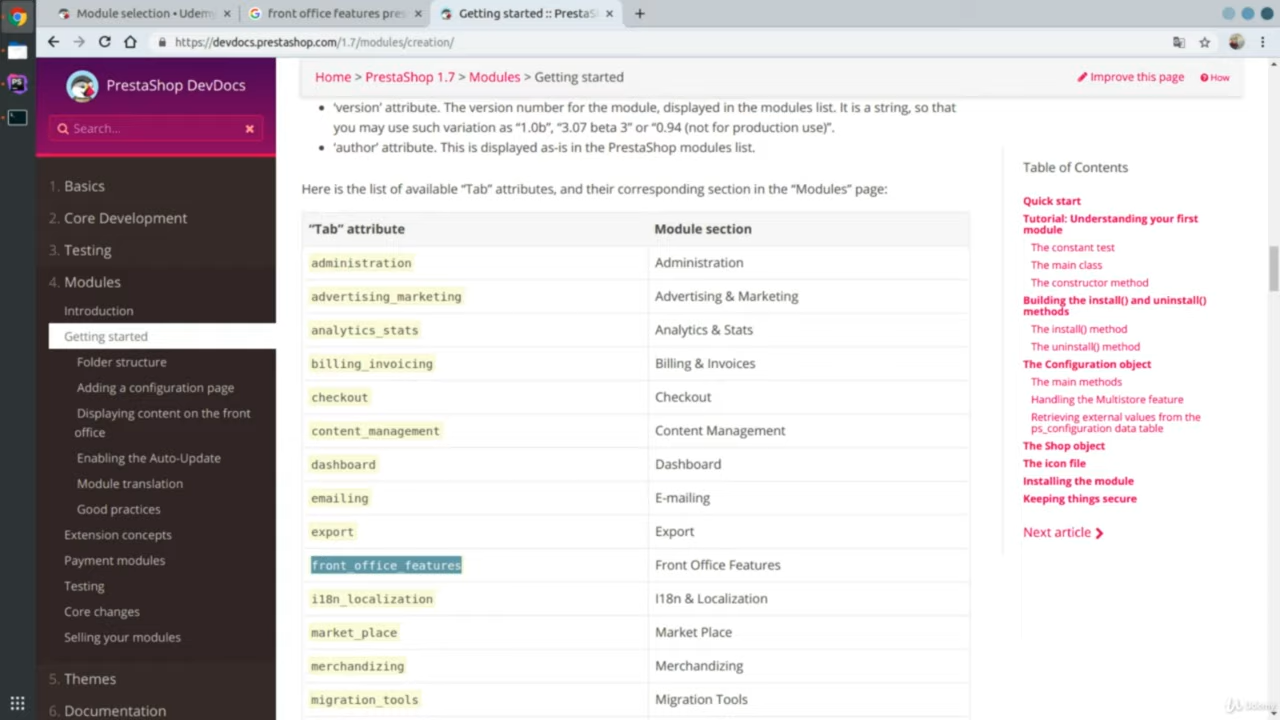 Module selection • Udemy
front office features pres
Getting started :: PrestaS
https://devdocs.prestashop.com/1.7/modules/creation/
PrestaShop DevDocs
Search...
1. Basics
2. Core Development
3. Testing
4. Modules
Introduction
Getting started
Folder structure
Adding a configuration page
Displaying content on the front
office
Enabling the Auto-Update
Module translation
Good practices
Extension concepts
Payment modules
Testing
Core changes
Selling your modules
5. Themes
6. Documentation
Home > PrestaShop 1.7 > Modules > Getting started
Improve this page
How
• ‘version’ attribute. The version number for the module, displayed in the modules list. It is a string, so that
you may use such variation as “1.0b”, “3.07 beta 3” or “0.94 (not for production use)”.
• ‘author’ attribute. This is displayed as-is in the PrestaShop modules list.
Here is the list of available “Tab” attributes, and their corresponding section in the “Modules” page:
“Tab” attribute Module section
administration Administration
advertising_marketing Advertising & Marketing
analytics_stats Analytics & Stats
billing_invoicing Billing & Invoices
checkout Checkout
content_management Content Management
dashboard Dashboard
emailing E-mailing
export Export
front_office_features Front Office Features
i18n_localization I18n & Localization
market_place Market Place
merchandizing Merchandizing
migration_tools Migration Tools
Table of Contents
Quick start
Tutorial: Understanding your first
module
The constant test
The main class
The constructor method
Building the install() and uninstall()
methods
The install() method
The uninstall() method
The Configuration object
The main methods
Handling the Multistore feature
Retrieving external values from the
ps_configuration data table
The Shop object
The icon file
Installing the module
Keeping things secure
Next article
Udemy